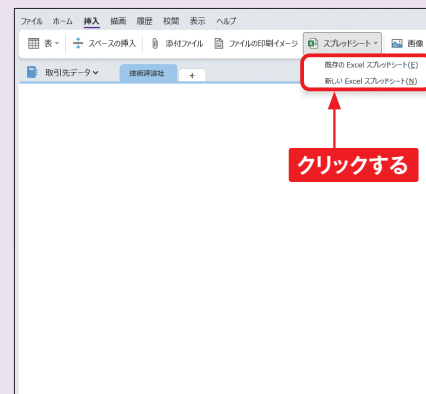 ファイル ホーム 挿入 描画 履歴 校閲 表示 ヘルプ
表 スペースの挿入 添付ファイル ファイルの印刷イメージ スプレッドシート 画像
取引先データ 技術評論社 +
既存の Excel スプレッドシート(E)
新しい Excel スプレッドシート(N)
クリックする